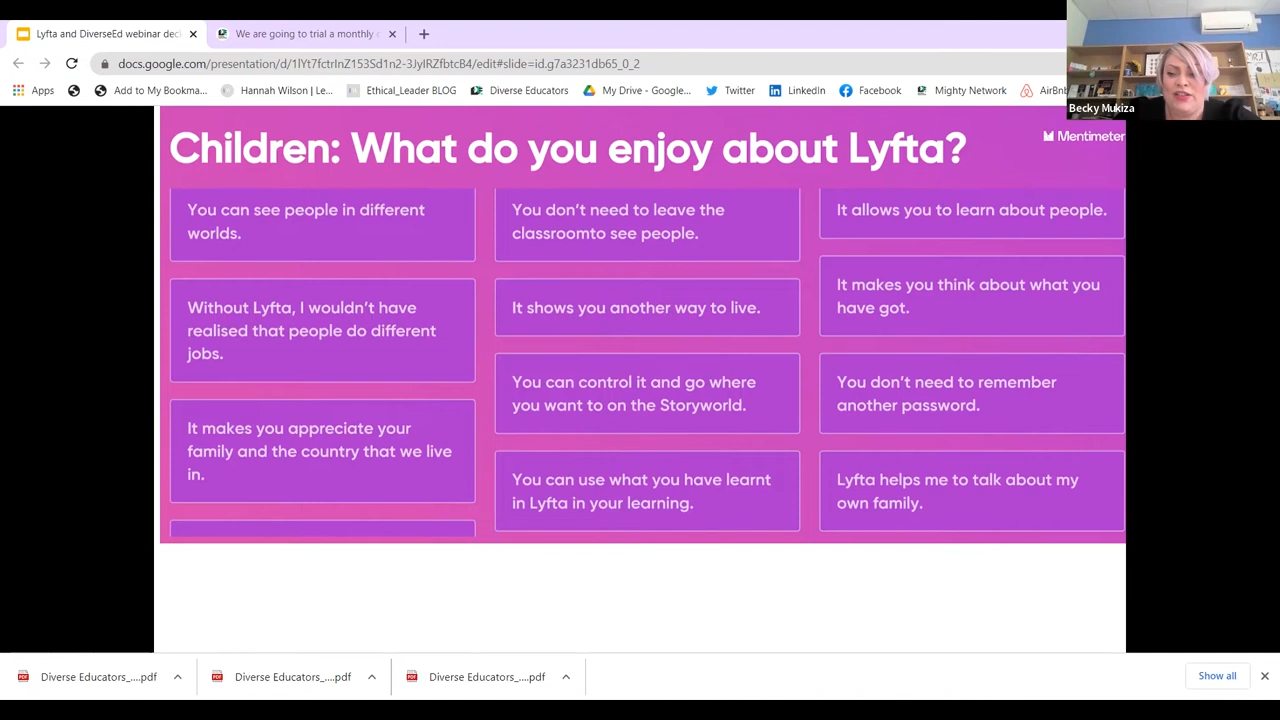 Lyfta and DiverseEd webinar deci
We are going to trial a monthly c
docs.google.com/presentation/d/1lYt7fctrInZ153Sd1n2-3JyIRZfbtcB4/edit#slide=id.g7a3231db65_0_2
Apps
Add to My Bookma...
Hannah Wilson | Le...
Ethical_Leader BLOG
Diverse Educators
My Drive - Google...
Twitter
LinkedIn
Facebook
Mighty Network
AirBnb
Becky Mukiza
Children: What do you enjoy about Lyfta?
Mentimeter
You can see people in different
worlds.
Without Lyfta, I wouldn't have
realised that people do different
jobs.
It makes you appreciate your
family and the country that we live
in.
You don't need to leave the
classroomto see people.
It shows you another way to live.
You can control it and go where
you want to on the Storyworld.
You can use what you have learnt
in Lyfta in your learning.
It allows you to learn about people.
It makes you think about what you
have got.
You don't need to remember
another password.
Lyfta helps me to talk about my
own family.
Diverse Educators_....pdf
Diverse Educators_....pdf
Diverse Educators_....pdf
Show all